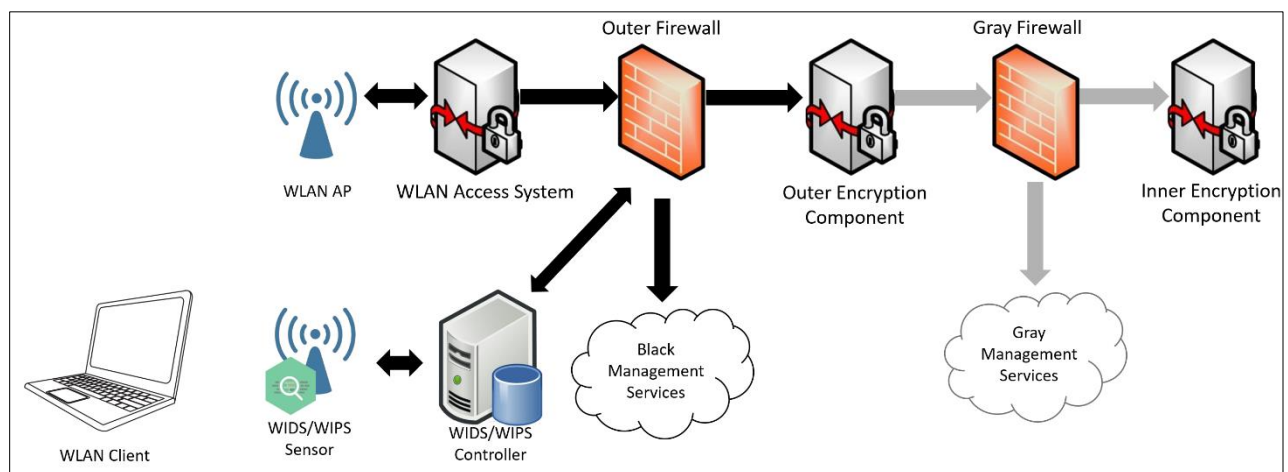 Outer Firewall
Gray Firewall
WLAN AP
WLAN Access System
Outer Encryption
Component
Inner Encryption
Component
Black
Management
Services
Gray
Management
Services
WLAN Client
WIDS/WIPS
Sensor
WIDS/WIPS
Controller